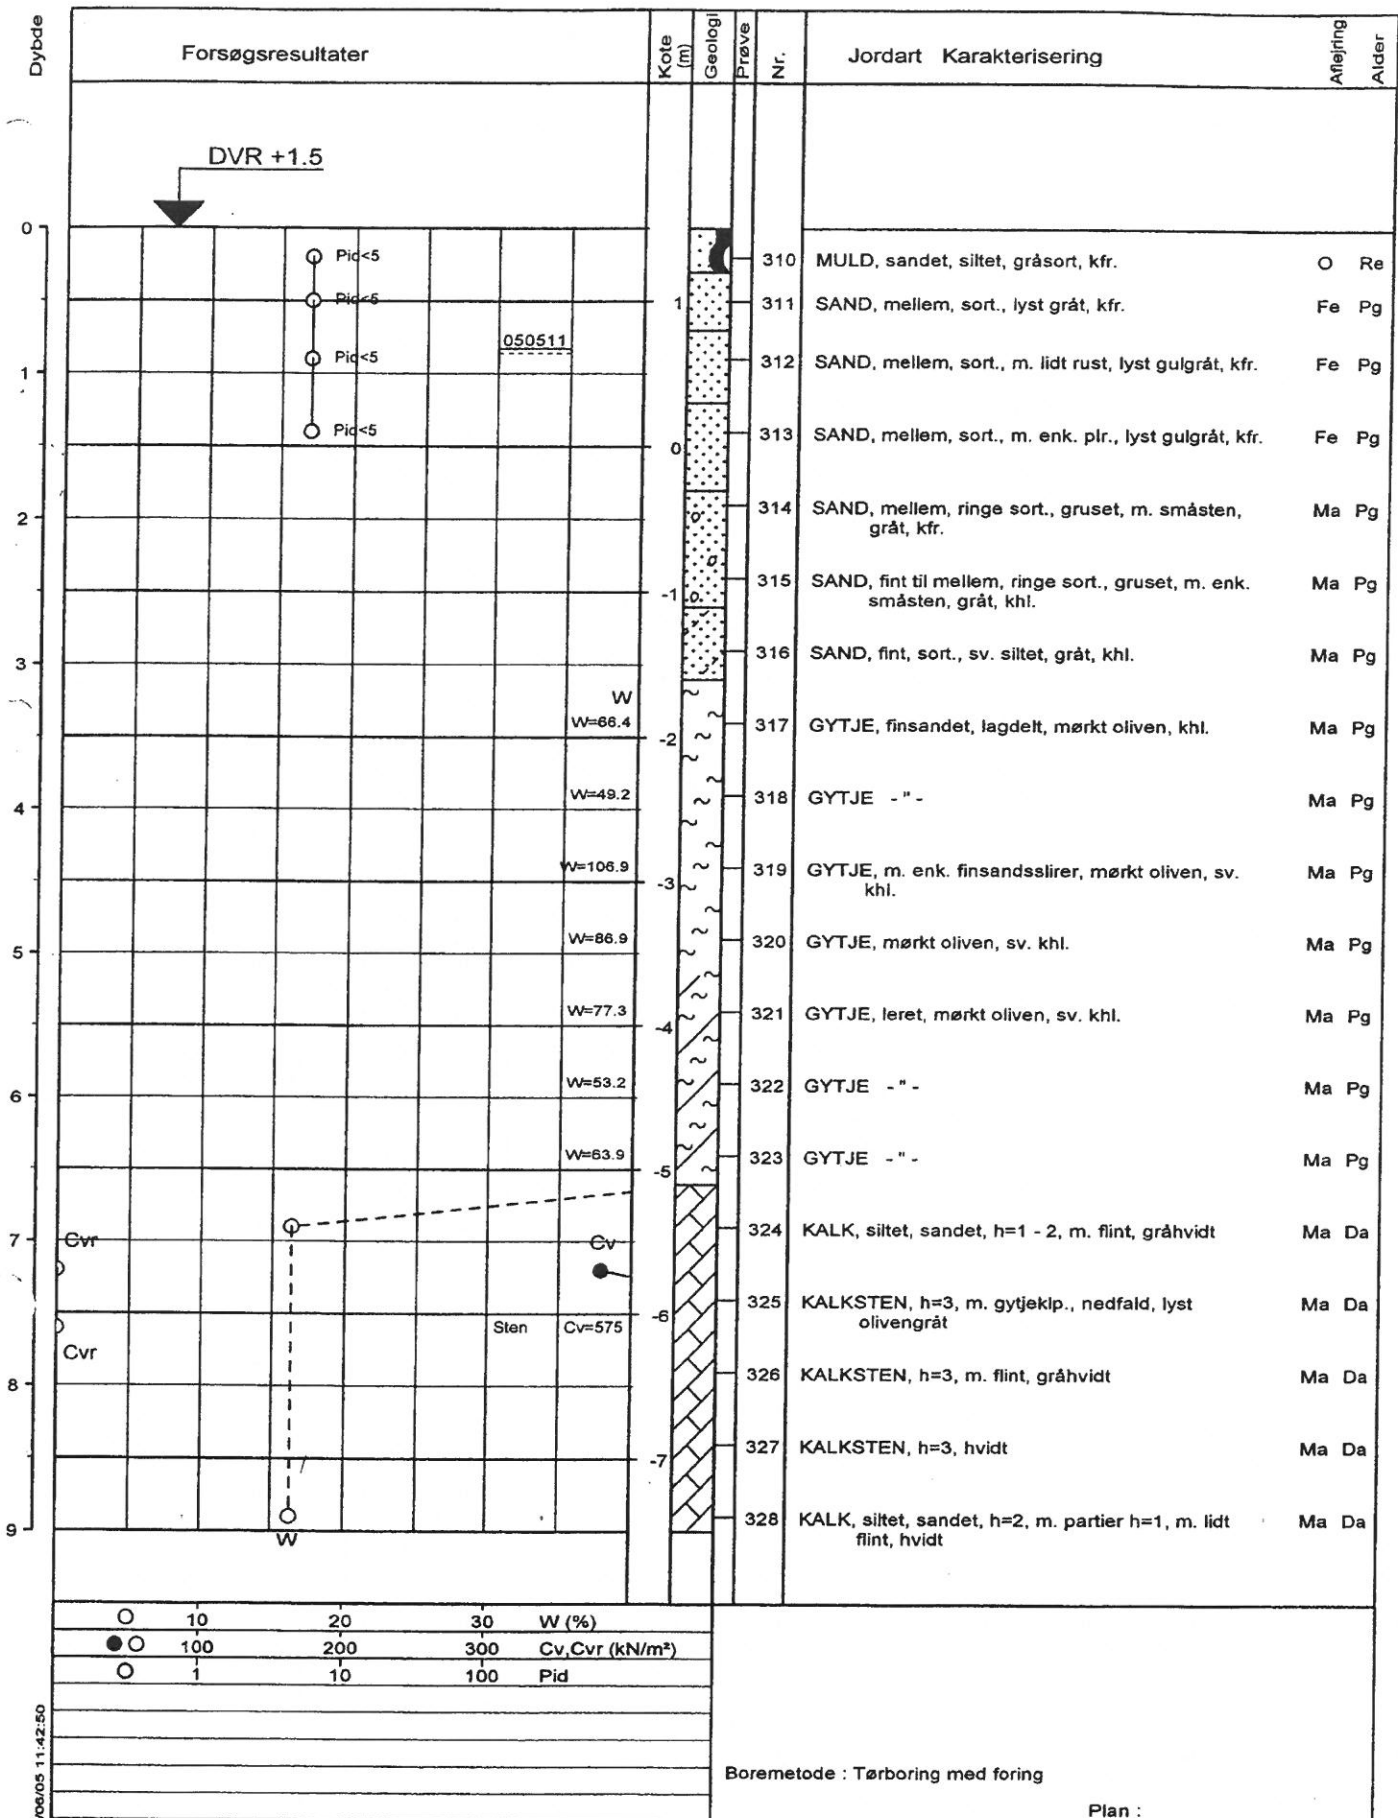 Dybde Forsøgsresultater Kote (m) Geologi Prøve Nr. Jordart Karakterisering Aflejring Alder
DVR +1.5
0
Pid<5 310 MULD, sandet, siltet, gråsort, kfr. O Re
Pid<5 1 311 SAND, mellem, sort., lyst gråt, kfr. Fe Pg
050511
Pid<5 312 SAND, mellem, sort., m. lidt rust, lyst gulgråt, kfr. Fe Pg
1
Pid<5 313 SAND, mellem, sort., m. enk. plr., lyst gulgråt, kfr. Fe Pg
0
2 314 SAND, mellem, ringe sort., gruset, m. småsten, Ma Pg
gråt, kfr.
315 SAND, fint til mellem, ringe sort., gruset, m. enk. Ma Pg
-1 småsten, gråt, khl.
3 316 SAND, fint, sort., sv. siltet, gråt, khl. Ma Pg
W
W=66.4 317 GYTJE, finsandet, lagdelt, mørkt oliven, khl. Ma Pg
-2
4 W=49.2 318 GYTJE - " - Ma Pg
W=106.9 319 GYTJE, m. enk. finsandsslirer, mørkt oliven, sv. Ma Pg
-3 khl.
5 W=86.9 320 GYTJE, mørkt oliven, sv. khl. Ma Pg
W=77.3 321 GYTJE, leret, mørkt oliven, sv. khl. Ma Pg
-4
6 W=53.2 322 GYTJE - " - Ma Pg
W=63.9 323 GYTJE - " - Ma Pg
-5
324 KALK, siltet, sandet, h=1 - 2, m. flint, gråhvidt Ma Da
7 Cvr Cv
325 KALKSTEN, h=3, m. gytjeklp., nedfald, lyst Ma Da
-6 olivengråt
Sten Cv=575
Cvr
8 326 KALKSTEN, h=3, m. flint, gråhvidt Ma Da
327 KALKSTEN, h=3, hvidt Ma Da
-7
9 328 KALK, siltet, sandet, h=2, m. partier h=1, m. lidt Ma Da
flint, hvidt
W
10 20 30 W (%)
100 200 300 Cv,Cvr (kN/m²)
1 10 100 Pid
/06/05 11:42:50
Boremetode : Tørboring med foring
Plan :